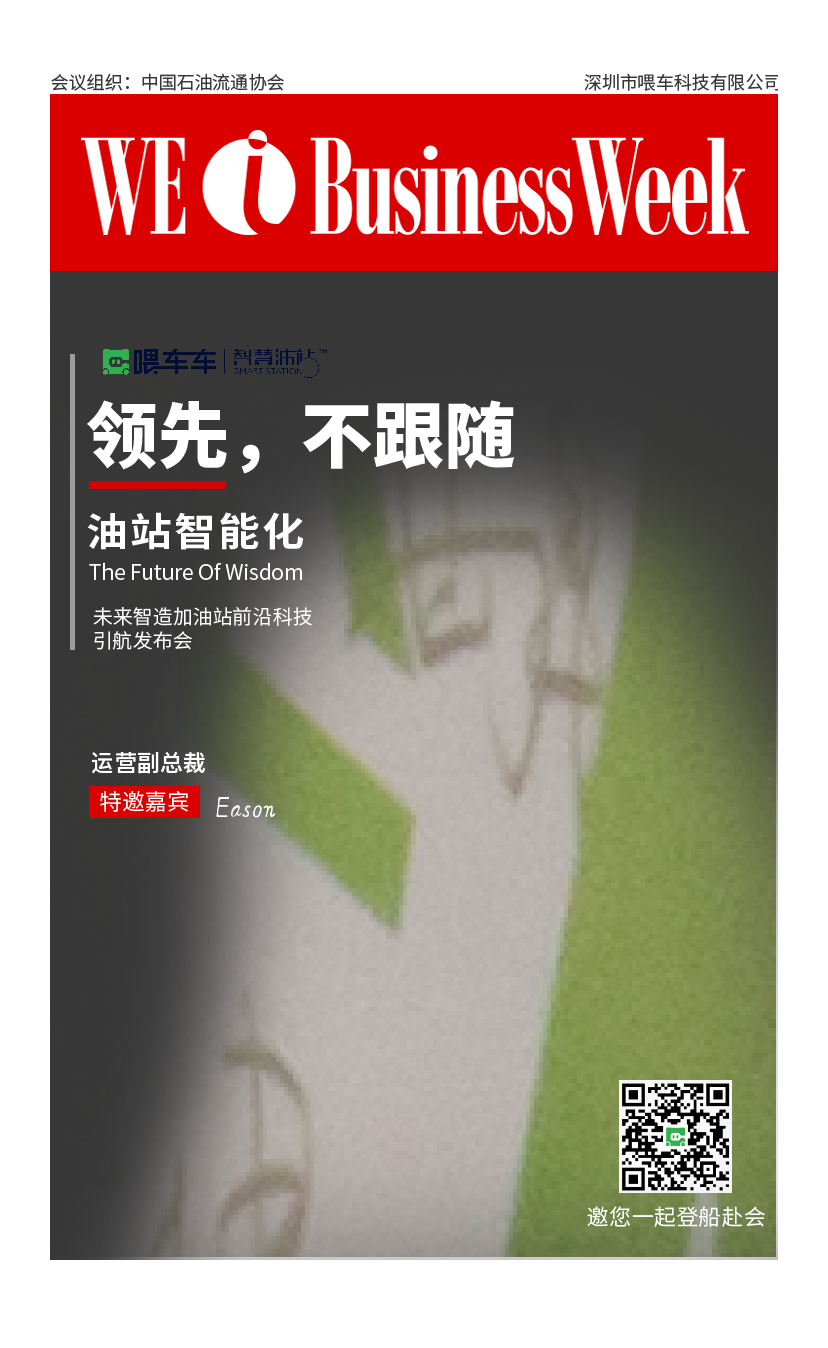 会议组织：中国石油流通协会
深圳市喂车科技有限公司
WE i BusinessWeek
喂车车 智慧油站™
SMART STATION
领先，不跟随
油站智能化
The Future Of Wisdom
未来智造加油站前沿科技
引航发布会
运营副总裁
特邀嘉宾 Eason
邀您一起登船赴会